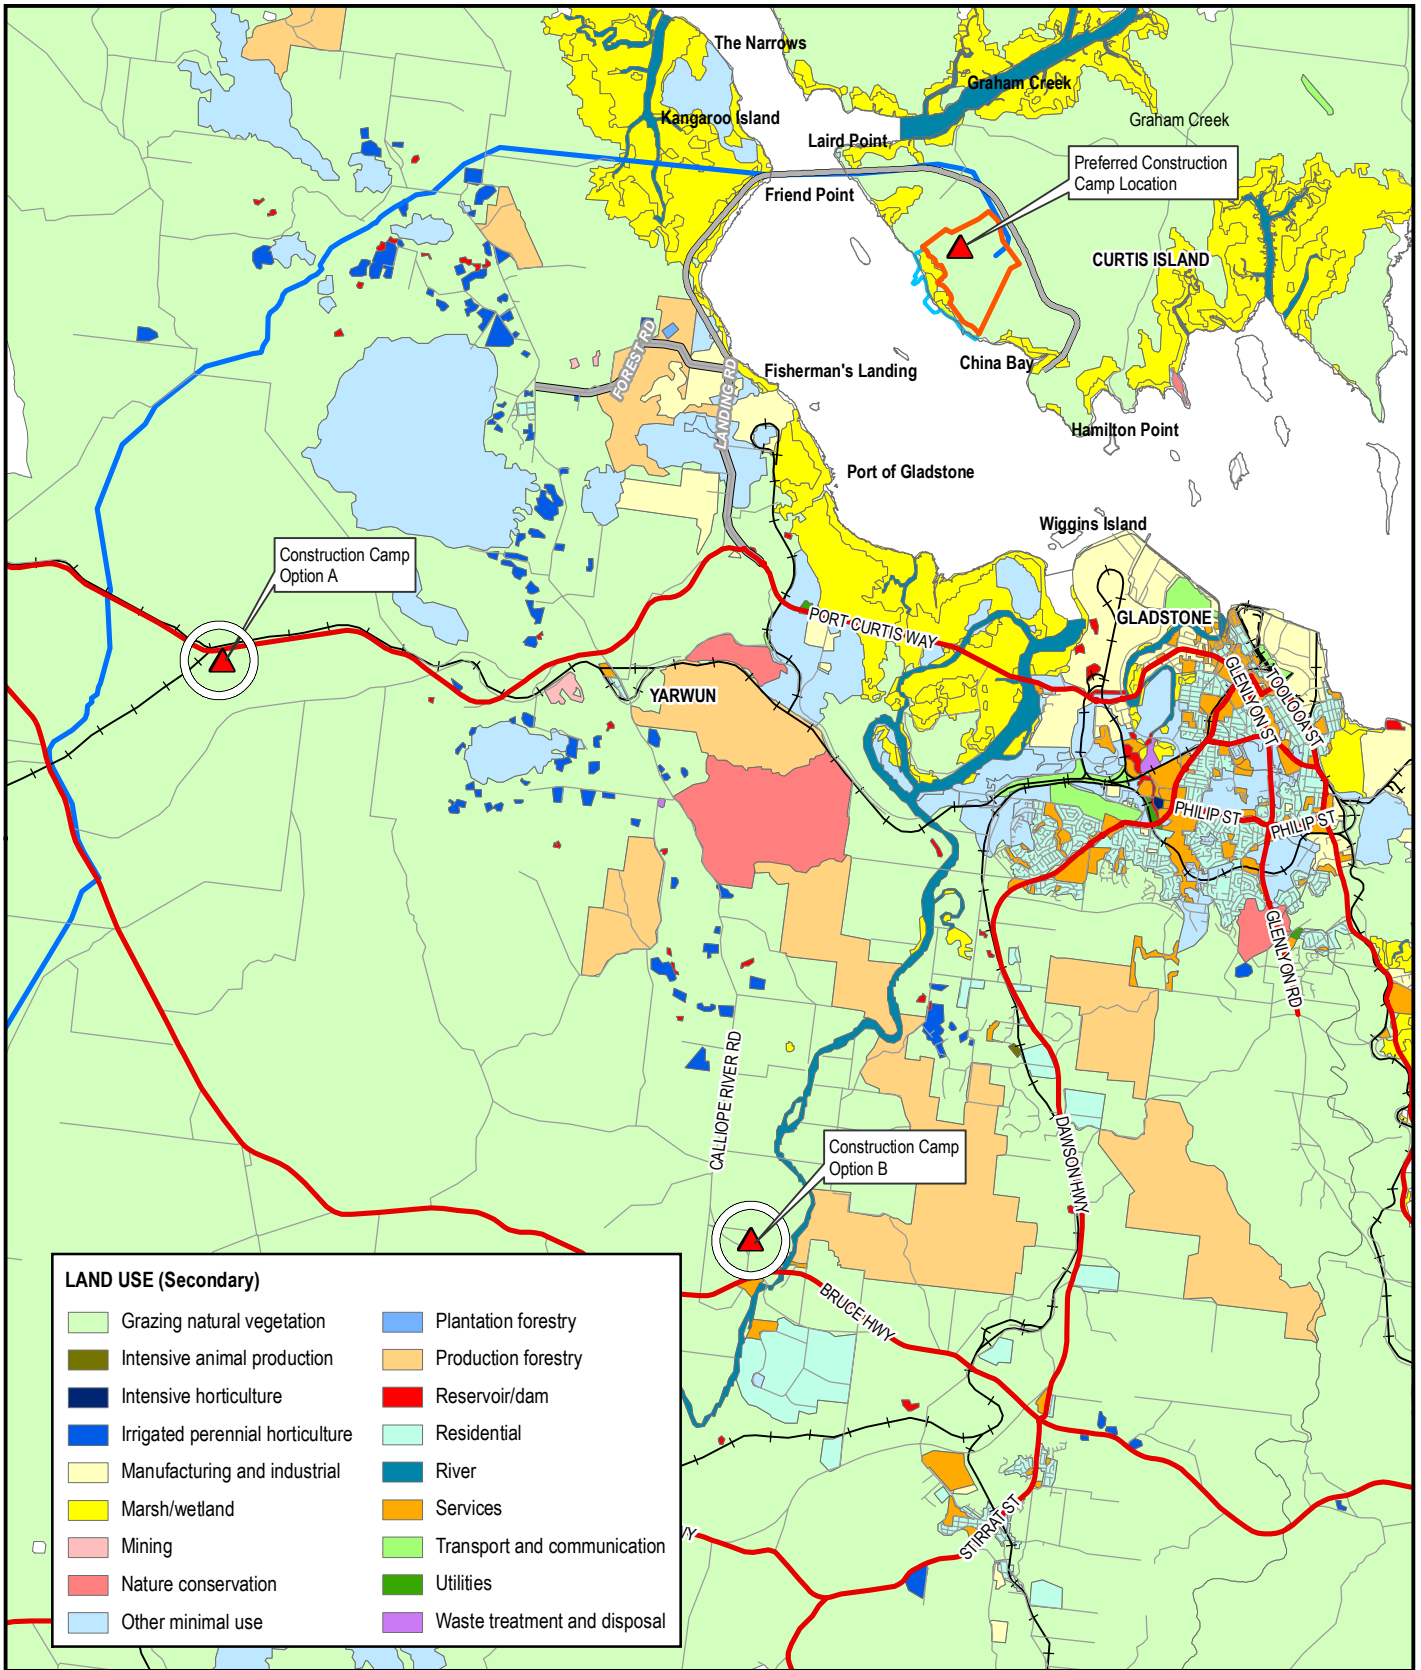 The Narrows
Graham Creek
Kangaroo Island
Graham Creek
Laird Point
Preferred Construction
Camp Location
Friend Point
CURTIS ISLAND
FOREST RD
LANDING RD
Fisherman's Landing
China Bay
Hamilton Point
Port of Gladstone
Wiggins Island
Construction Camp
Option A
PORT CURTIS WAY
GLADSTONE
YARWUN
GLENLYON ST
TOOLOOA ST
PHILIP ST
PHILIP ST
GLENLYON RD
CALLIOPE RIVER RD
DAWSON HWY
Construction Camp
Option B
BRUCE HWY
STIRRAT ST
LAND USE (Secondary)
Grazing natural vegetation
Intensive animal production
Intensive horticulture
Irrigated perennial horticulture
Manufacturing and industrial
Marsh/wetland
Mining
Nature conservation
Other minimal use
Plantation forestry
Production forestry
Reservoir/dam
Residential
River
Services
Transport and communication
Utilities
Waste treatment and disposal